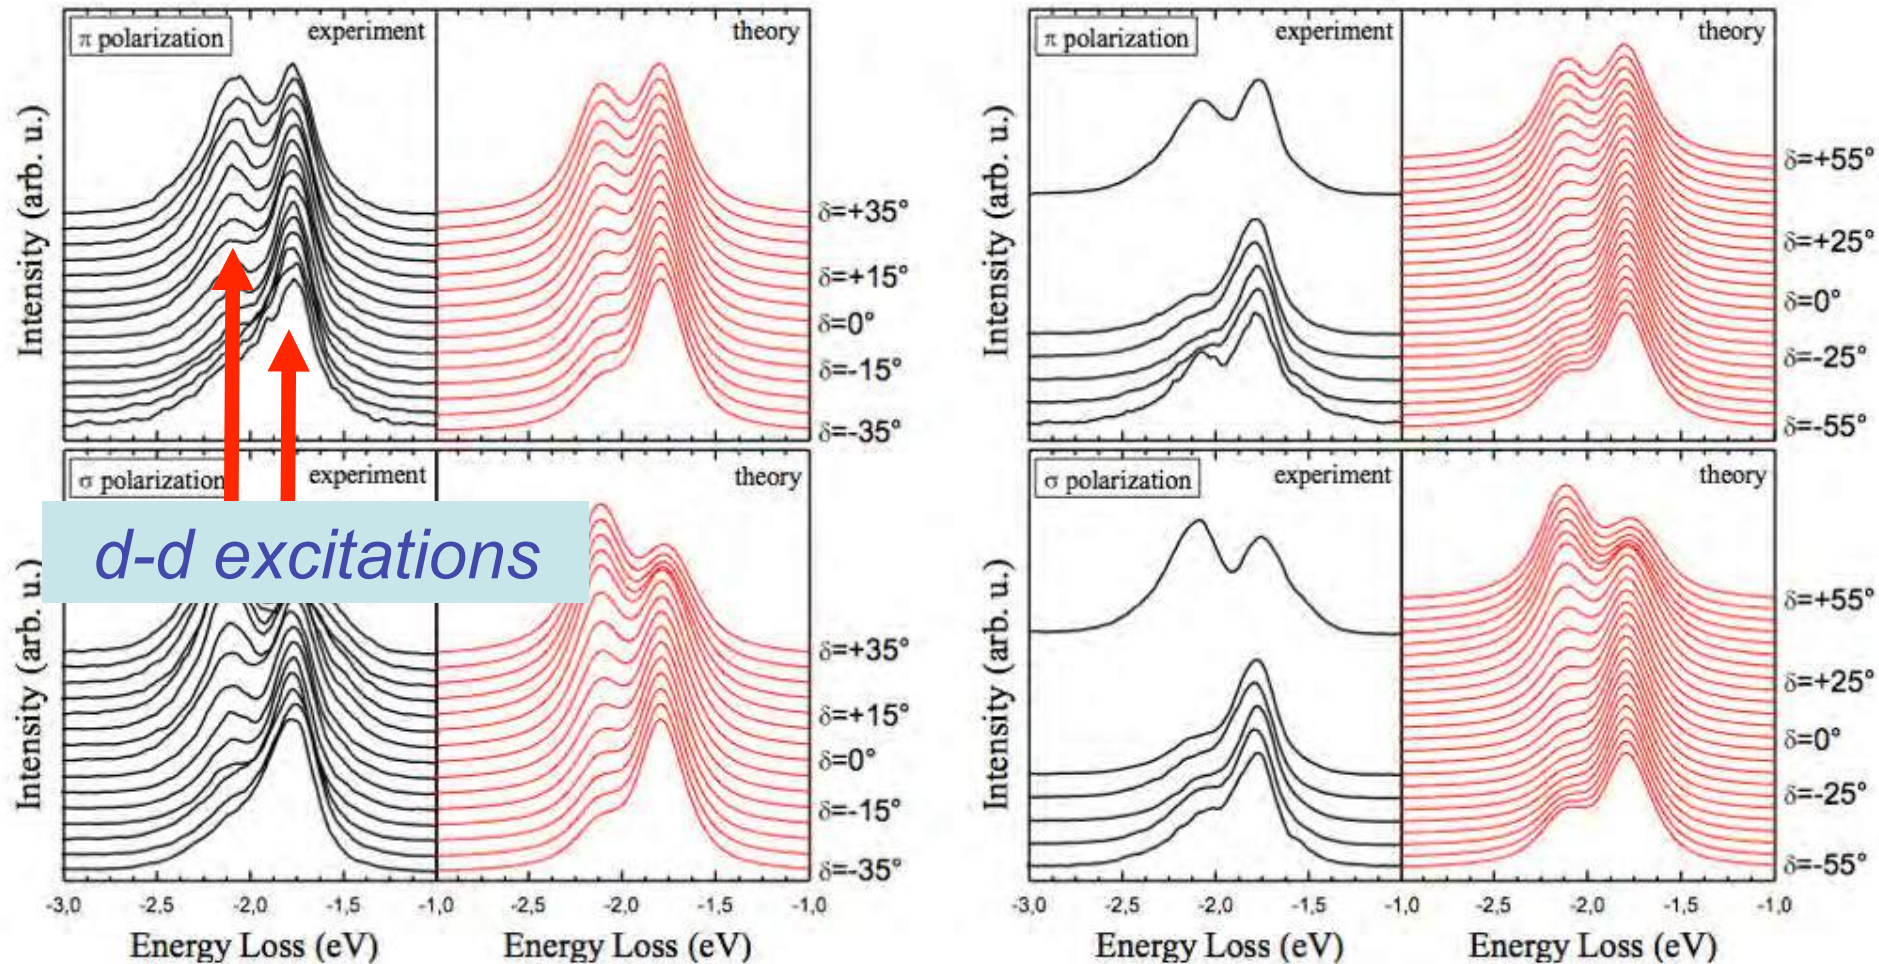 π polarization
experiment
theory
Intensity (arb. u.)
δ=+35°
δ=+15°
δ=0°
δ=-15°
δ=-35°
σ polarization
experiment
theory
d-d excitations
Intensity (arb. u.)
δ=+35°
δ=+15°
δ=0°
δ=-15°
δ=-35°
-3,0 -2,5 -2,0 -1,5 -1,0 -2,5 -2,0 -1,5 -1,0
Energy Loss (eV) Energy Loss (eV)
π polarization
experiment
theory
Intensity (arb. u.)
δ=+55°
δ=+25°
δ=0°
δ=-25°
δ=-55°
σ polarization
experiment
theory
Intensity (arb. u.)
δ=+55°
δ=+25°
δ=0°
δ=-25°
δ=-55°
-3,0 -2,5 -2,0 -1,5 -1,0 -2,5 -2,0 -1,5 -1,0
Energy Loss (eV) Energy Loss (eV)